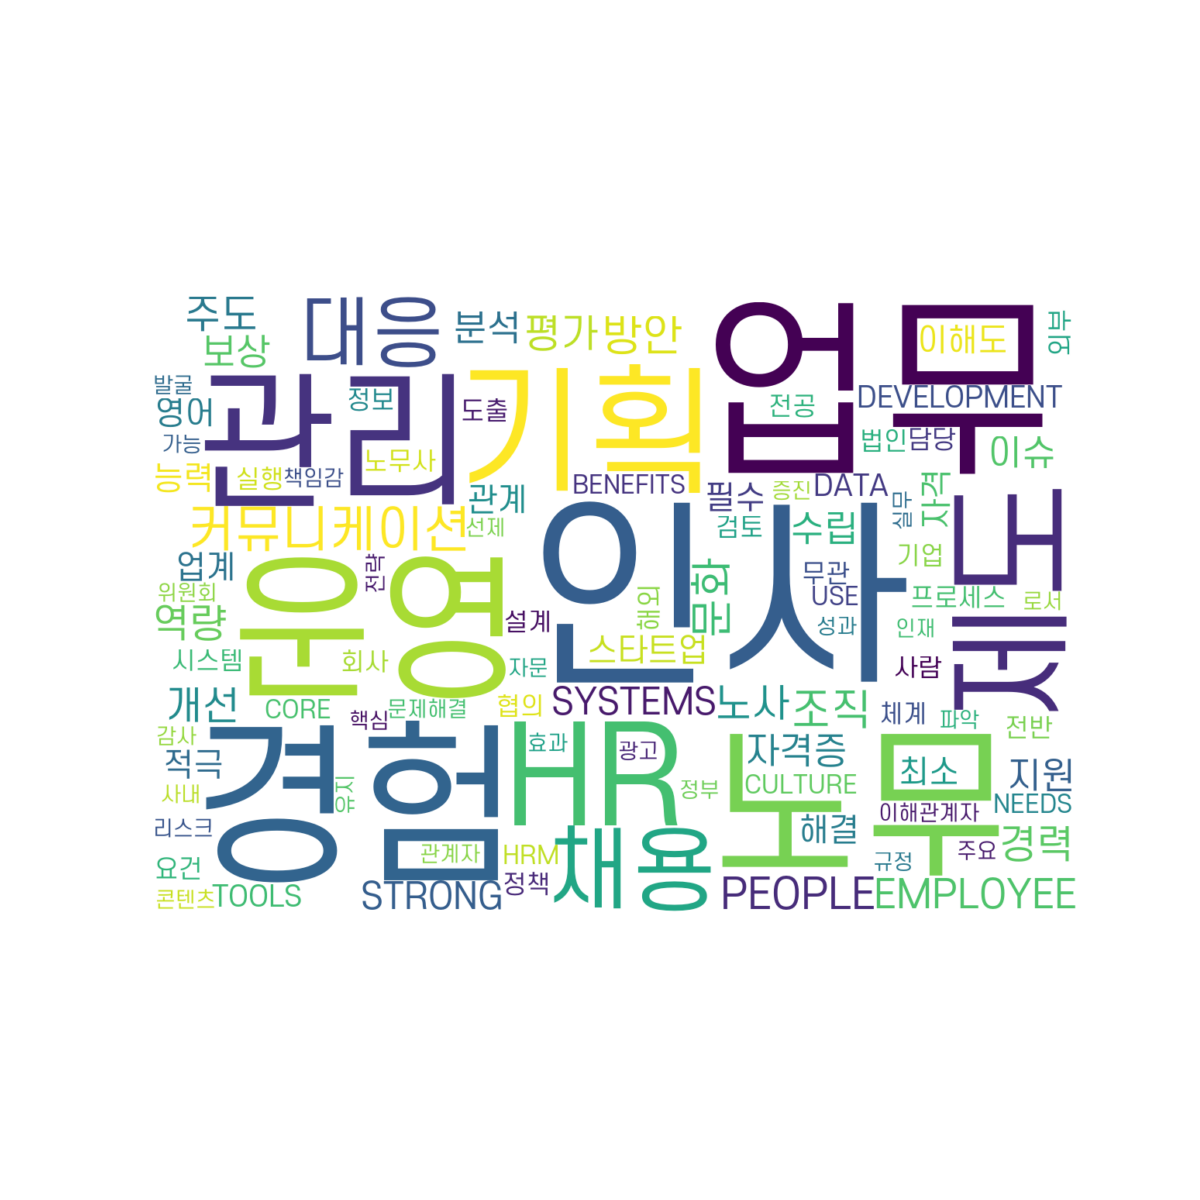 주도
대응
분석
평가
방안
업무
이해도
외부
보상
발굴
영어
가능
능력
관리
정보
도출
기획
전공
DEVELOPMENT
법인
담당
이슈
실행
책임감
노무사
관계
BENEFITS
필수
증진
DATA
실무
자격
제도
커뮤니케이션
선제
인사
검토
수립
기업
업계
위원회
역량
시스템
운영
전략
설계
회사
자문
해외
문화
무관
USE
프로세스
로서
스타트업
성과
인재
사람
개선
CORE
핵심
문제해결
협의
SYSTEMS
노사
조직
체계
파악
전반
감사
적극
사내
리스크
경험
유지
HR
효과
광고
정부
자격증
CULTURE
노무
최소
지원
이해관계자
NEEDS
요건
콘텐츠
TOOLS
관계자
HRM
정책
STRONG
채용
해결
규정
주요
경력
PEOPLE
EMPLOYEE